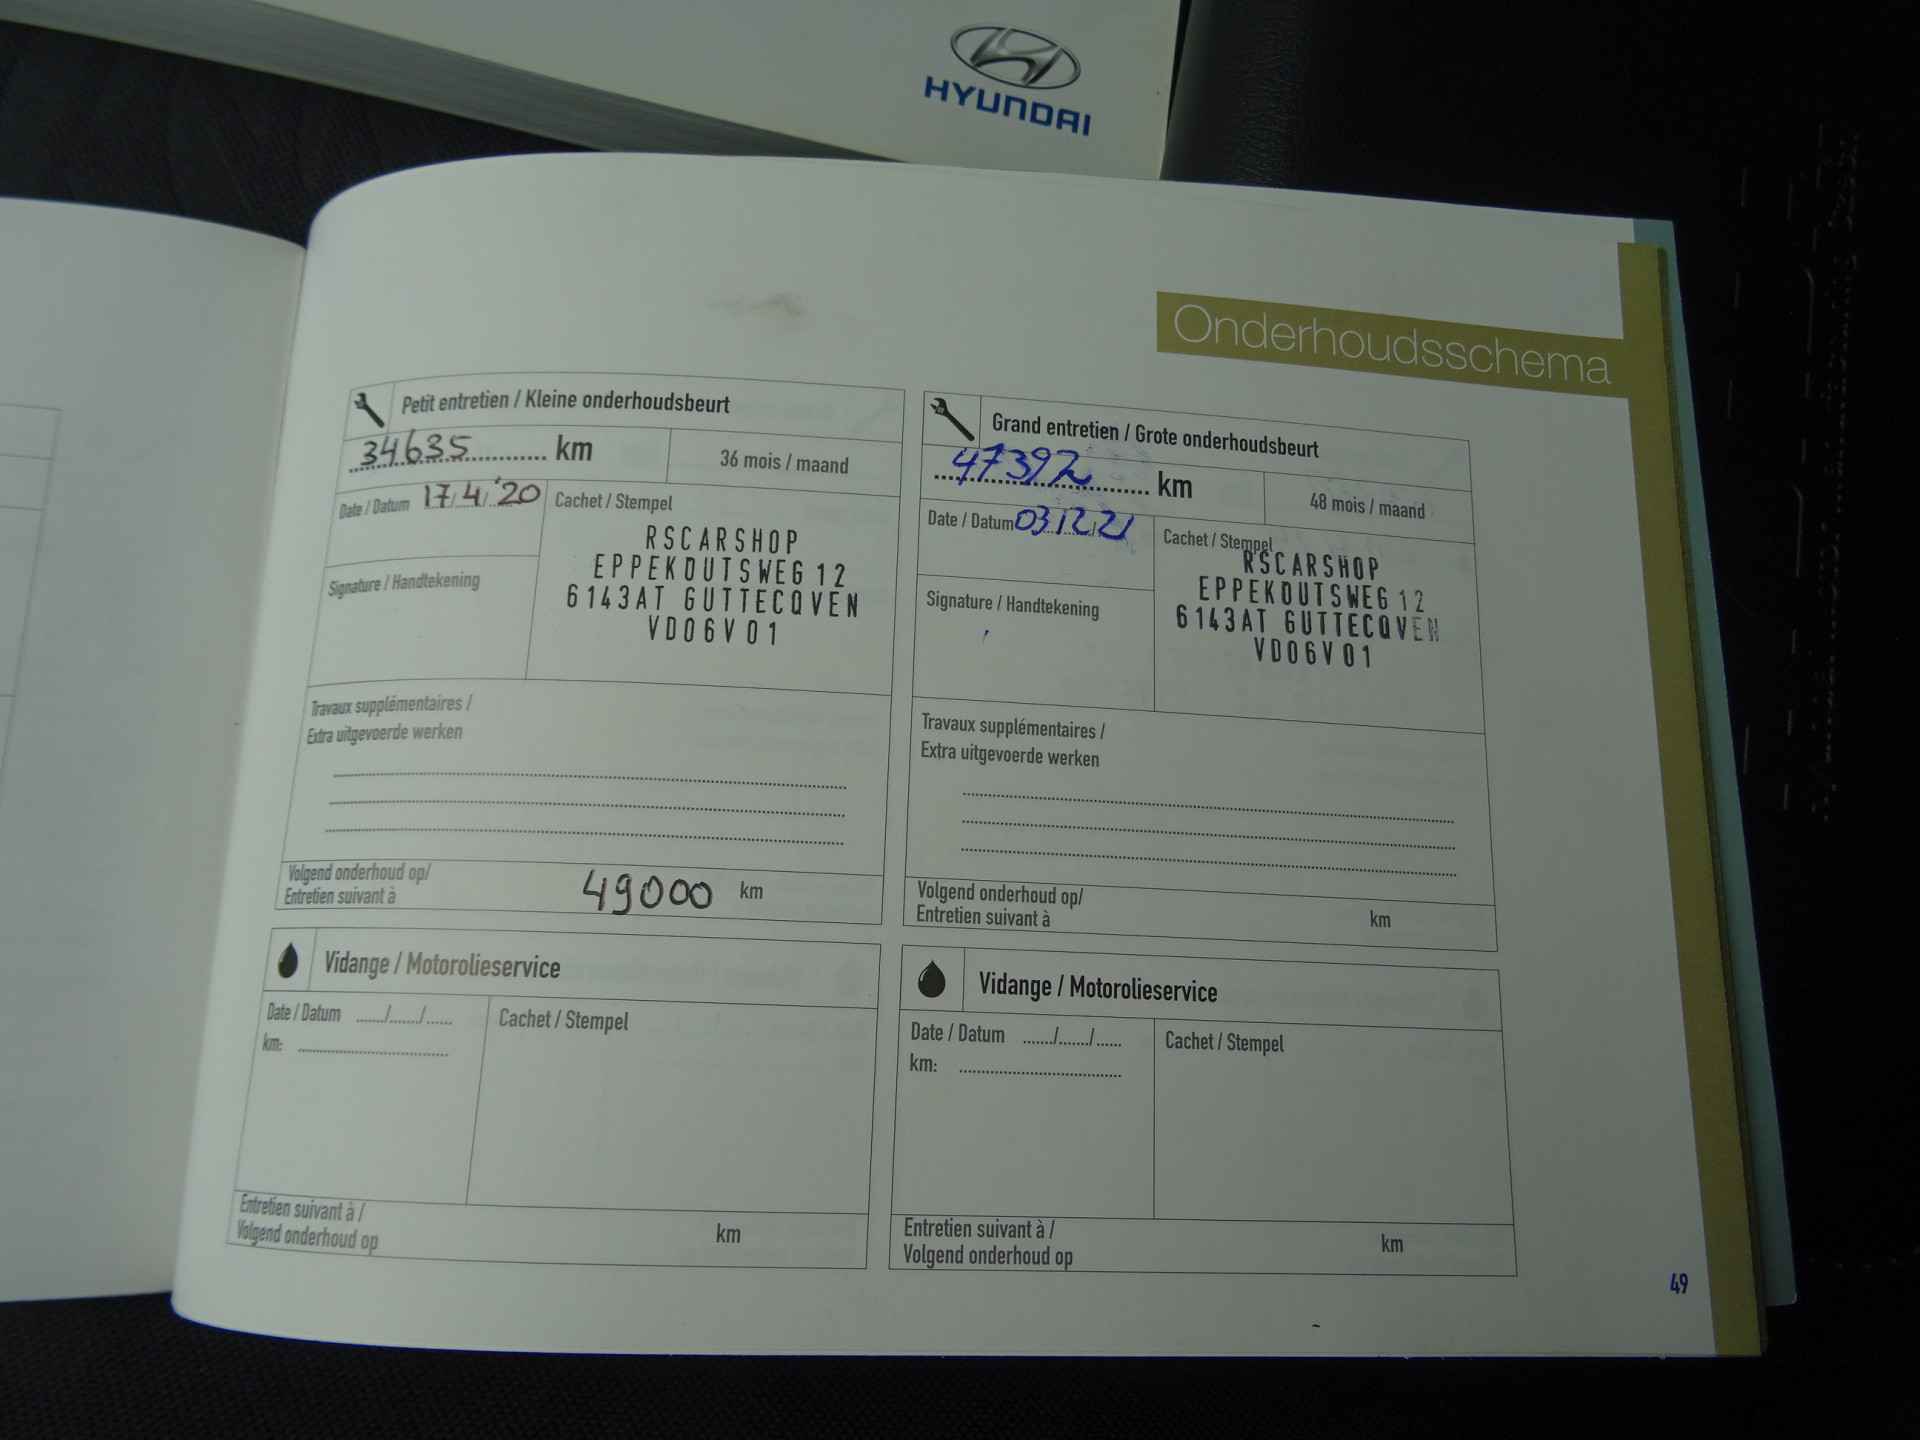 HYUNDAI
Onderhoudsschema
Petit entretien / Kleine onderhoudsbeurt
34635 km
36 mois / maand
Date / Datum 17/4/'20
Cachet / Stempel
RSCARSHOP
EPPEKOUTSWEG 12
6143AT GUTTECQVEN
VD06V01
Signature / Handtekening
Travaux supplémentaires /
Extra uitgevoerde werken
Volgend onderhoud op/
Entretien suivant à
49000 km
Grand entretien / Grote onderhoudsbeurt
47392 km
48 mois / maand
Date / Datum 03/12/21
Cachet / Stempel
RSCARSHOP
EPPEKOUTSWEG 12
6143AT GUTTECQVEN
VD06V01
Signature / Handtekening
Travaux supplémentaires /
Extra uitgevoerde werken
Volgend onderhoud op/
Entretien suivant à
km
Vidange / Motorolieservice
Date / Datum ....../......./......
km: ....................
Cachet / Stempel
Entretien suivant à /
Volgend onderhoud op
km
Vidange / Motorolieservice
Date / Datum ......./......./......
km: ....................
Cachet / Stempel
Entretien suivant à /
Volgend onderhoud op
km
49